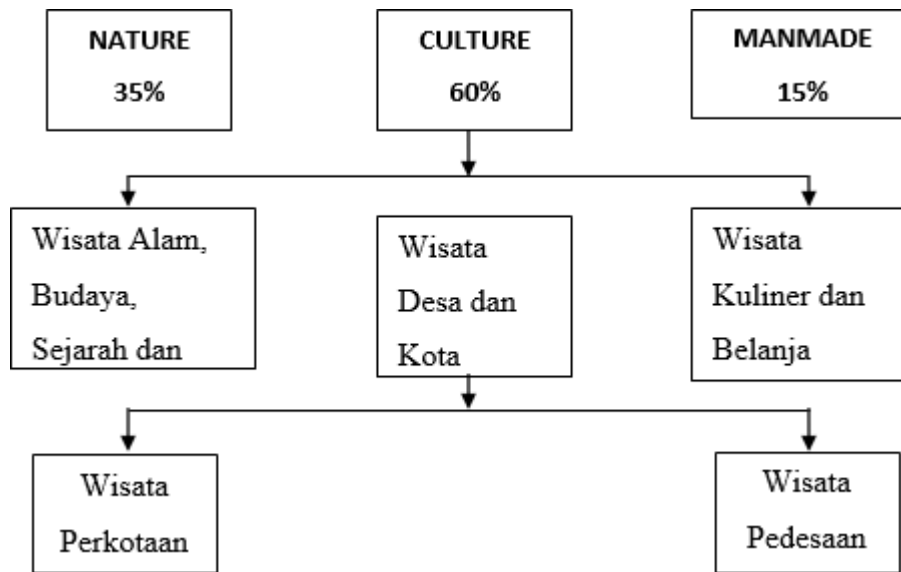 NATURE
35%
CULTURE
60%
MANMADE
15%
Wisata Alam,
Budaya,
Sejarah dan
Wisata
Desa dan
Kota
Wisata
Kuliner dan
Belanja
Wisata
Perkotaan
Wisata
Pedesaan